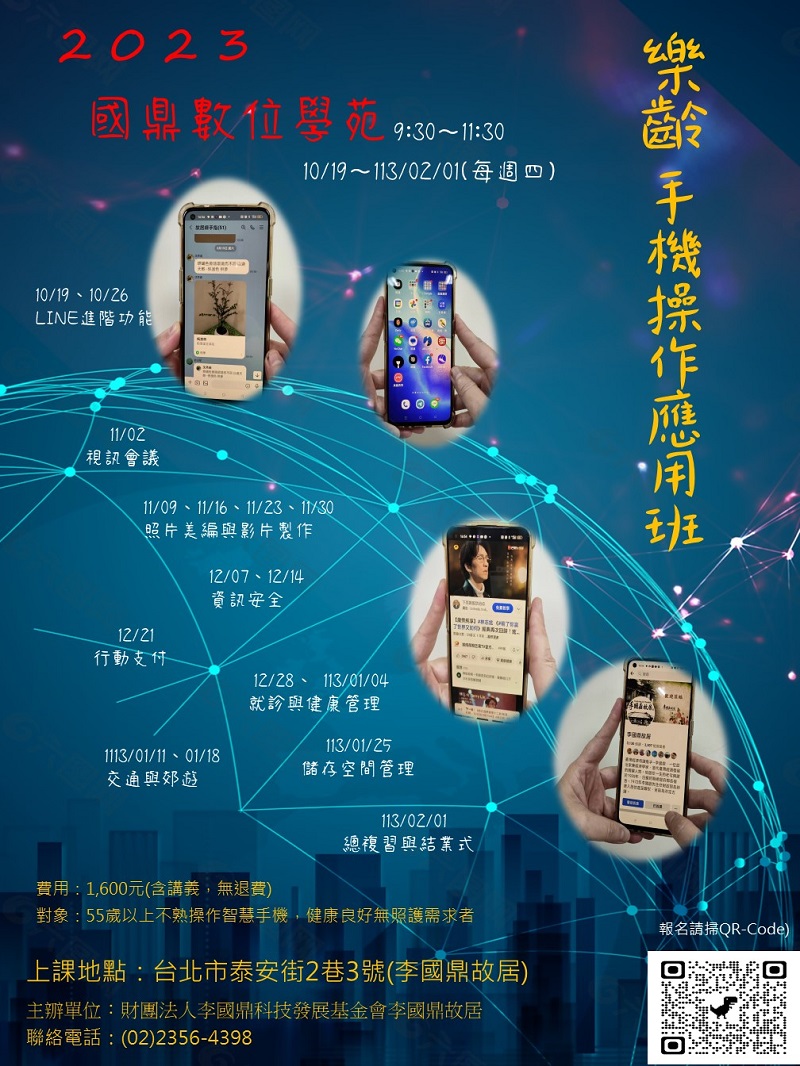 2023
國鼎數位學苑 9:30~11:30
10/19~113/02/01(每週四)
樂齡 手機操作應用班
10/19、10/26
LINE進階功能
11/02
視訊會議
11/09、11/16、11/23、11/30
照片美編與影片製作
12/07、12/14
資訊安全
12/21
行動支付
12/28、 113/01/04
就診與健康管理
1113/01/11、01/18
交通與郊遊
113/01/25
儲存空間管理
113/02/01
總複習與結業式
李國鼎故居
費用:1,600元(含講義,無退費)
對象:55歲以上不熟操作智慧手機,健康良好無照護需求者
報名請掃QR-Code)
上課地點:台北市泰安街2巷3號(李國鼎故居)
主辦單位:財團法人李國鼎科技發展基金會李國鼎故居
聯絡電話:(02)2356-4398